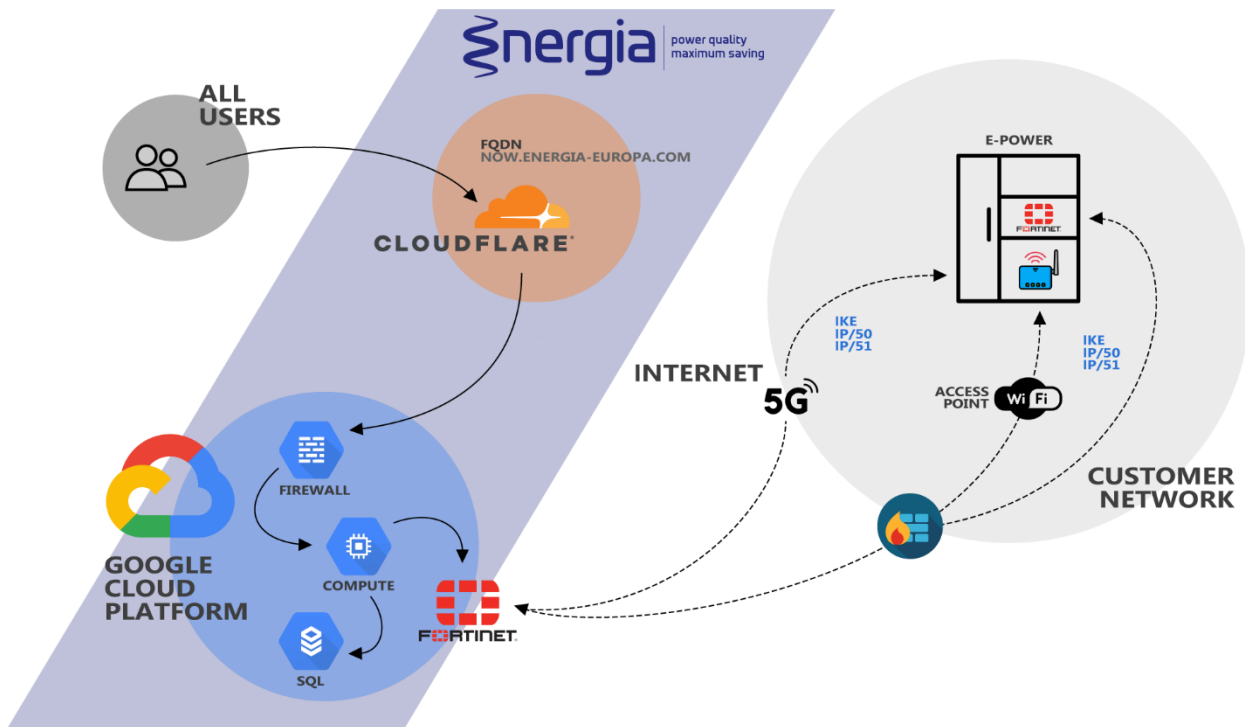 Energia
power quality
maximum saving
ALL
USERS
FQDN
NOW.ENERGIA-EUROPA.COM
CLOUDFLARE
E-POWER
FORTINET
IKE
IP/50
IP/51
IKE
IP/50
IP/51
INTERNET
5G
ACCESS
POINT
Wi Fi
CUSTOMER
NETWORK
FIREWALL
GOOGLE
CLOUD
PLATFORM
COMPUTE
FORTINET
SQL